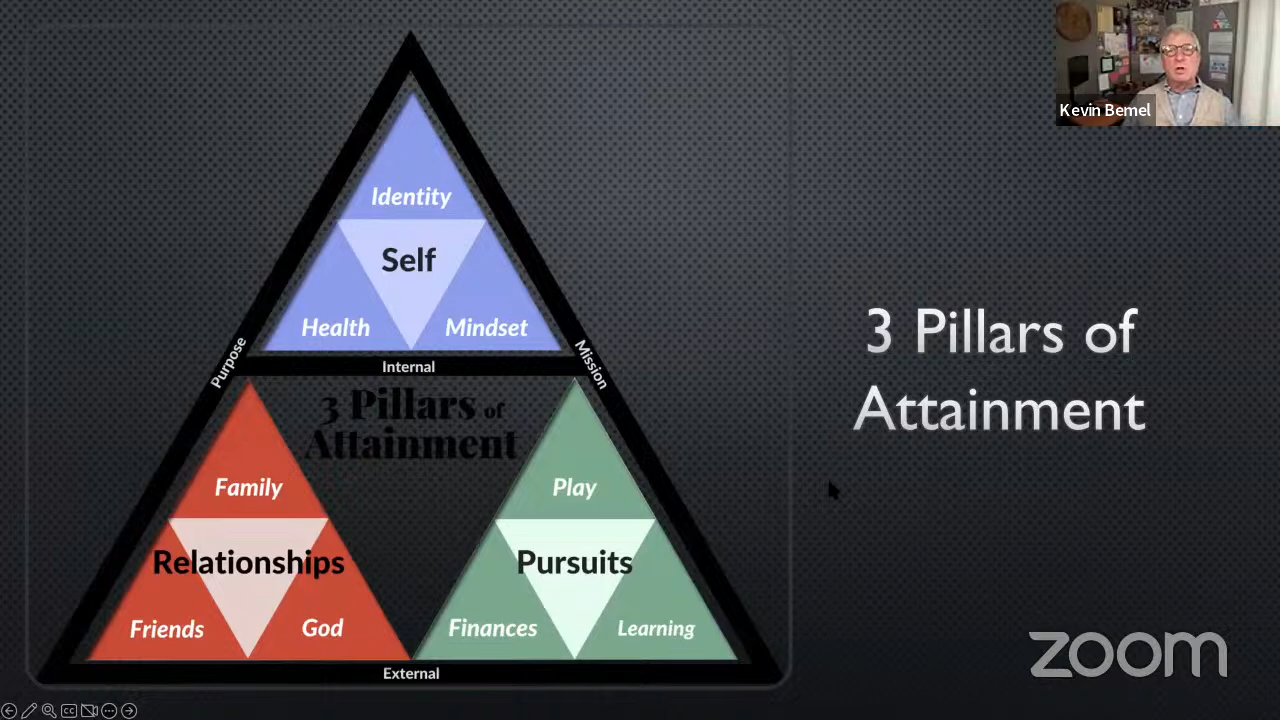 Kevin Bemel
Identity
Self
Health
Mindset
Purpose
Internal
Mission
3 Pillars of
Attainment
Family
Relationships
Friends
God
Play
Pursuits
Finances
Learning
External
3 Pillars of
Attainment
zoom
CC